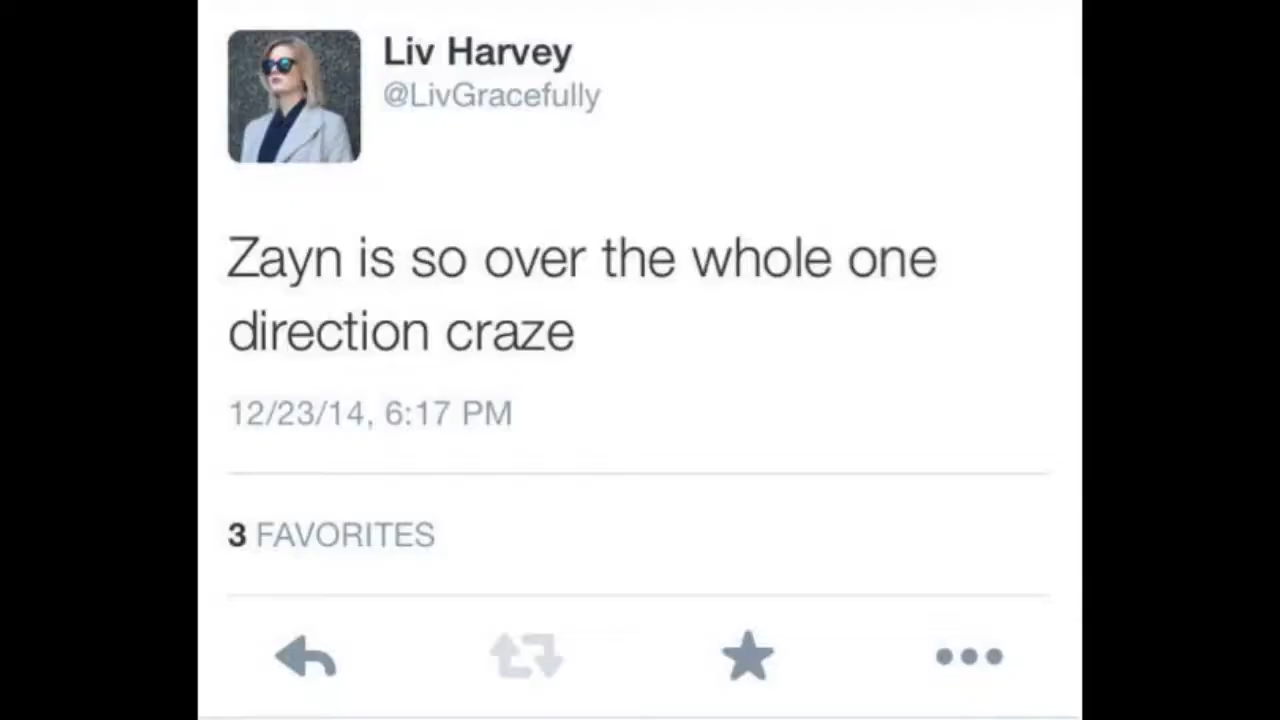 Liv Harvey
@LivGracefully
Zayn is so over the whole one
direction craze
12/23/14, 6:17 PM
3 FAVORITES